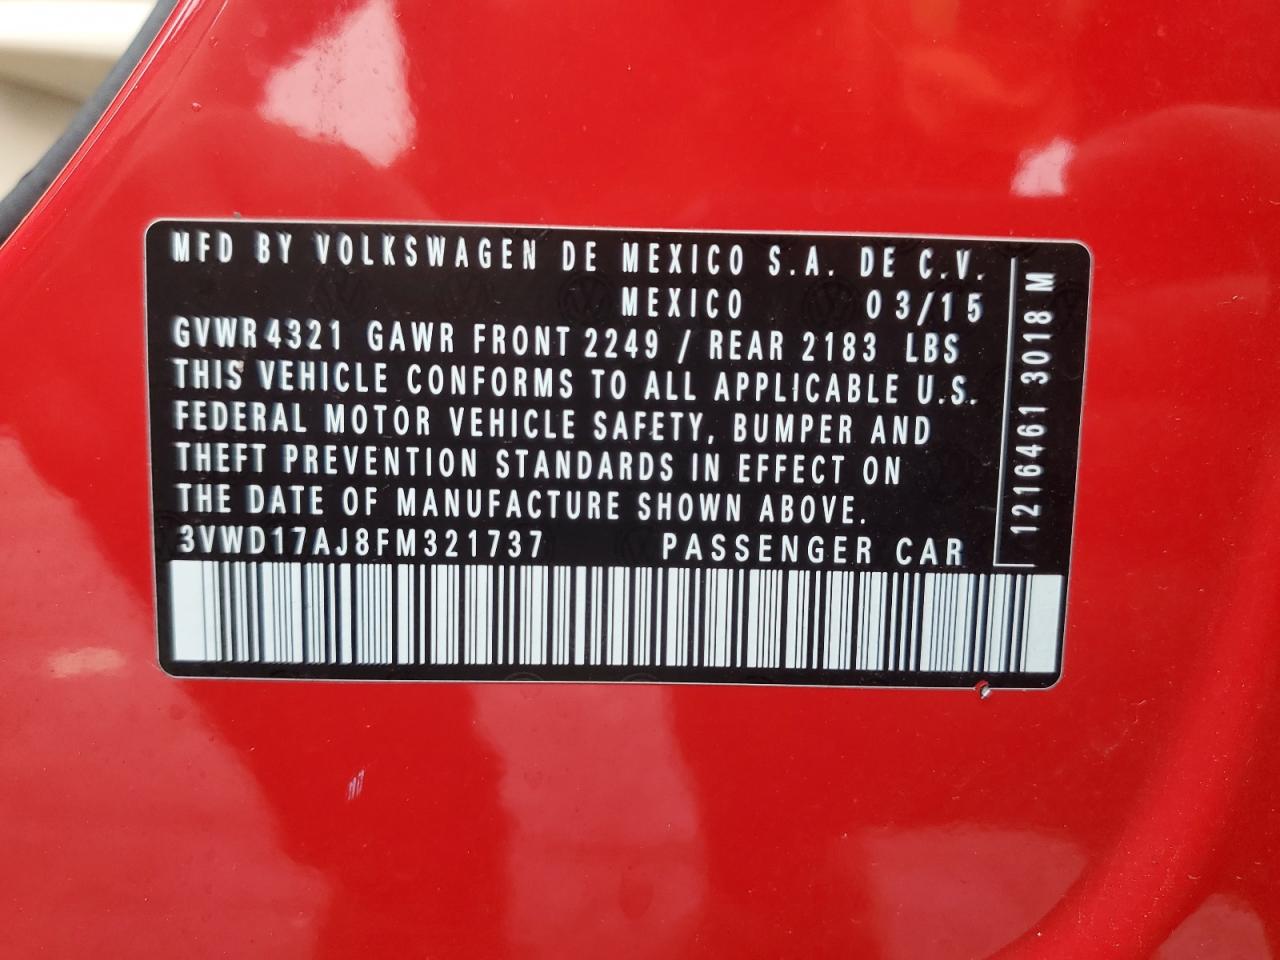 MFD BY VOLKSWAGEN DE MEXICO S.A. DE C.V.
MEXICO 03/15
GVWR 4321 GAWR FRONT 2249 / REAR 2183 LBS
THIS VEHICLE CONFORMS TO ALL APPLICABLE U.S.
FEDERAL MOTOR VEHICLE SAFETY, BUMPER AND
THEFT PREVENTION STANDARDS IN EFFECT ON
THE DATE OF MANUFACTURE SHOWN ABOVE.
3VWD17AJ8FM321737 PASSENGER CAR
1216461 3018 M